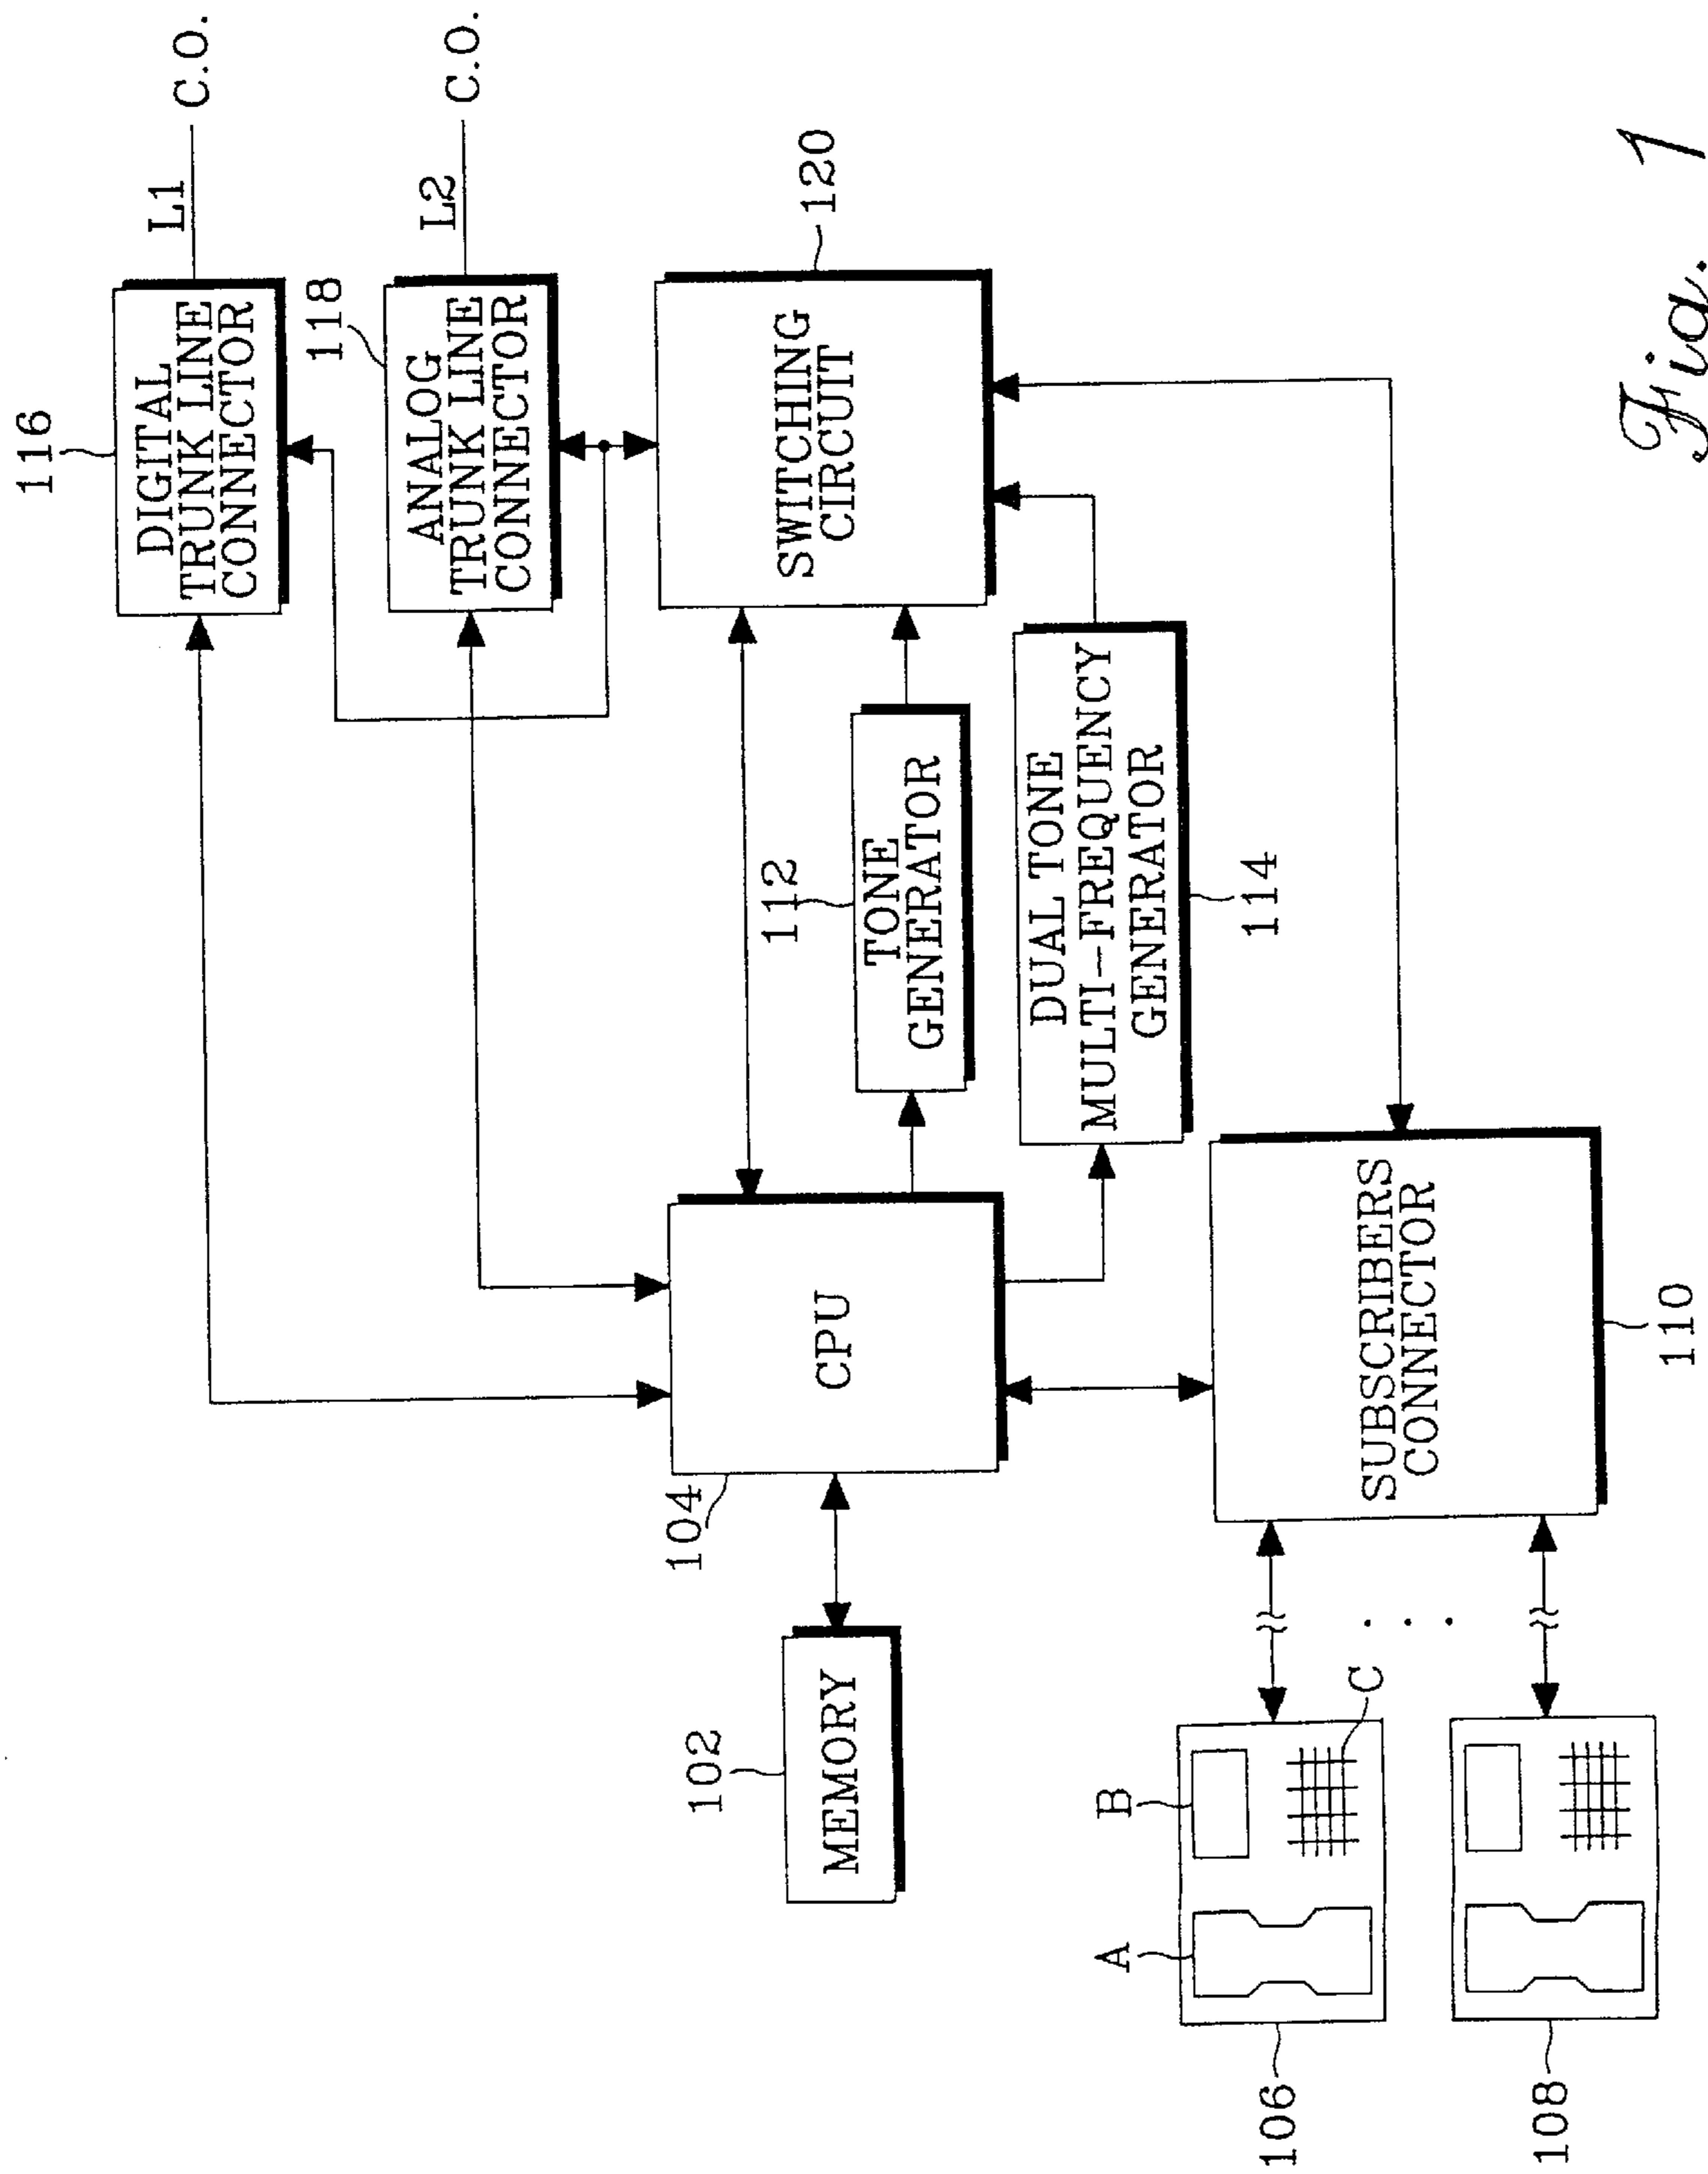 116
DIGITAL
TRUNK LINE
CONNECTOR
L1
C.O.
118
ANALOG
TRUNK LINE
CONNECTOR
L2
C.O.
104
CPU
SWITCHING
CIRCUIT
120
102
MEMORY
112
TONE
GENERATOR
DUAL TONE
MULTI-FREQUENCY
GENERATOR
114
A
B
C
106
108
SUBSCRIBERS
CONNECTOR
110
Fig. 1